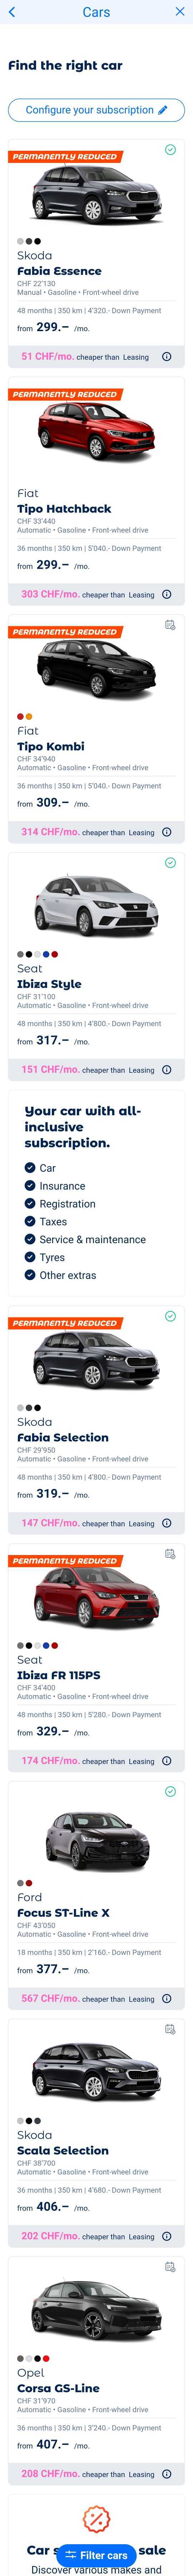 Cars
Find the right car
Configure your subscription
PERMANENTLY REDUCED
Skoda
Fabia Essence
CHF 22'130
Manual • Gasoline • Front-wheel drive
48 months | 350 km | 4'320.- Down Payment
from 299.– /mo.
51 CHF/mo. cheaper than Leasing
PERMANENTLY REDUCED
Fiat
Tipo Hatchback
CHF 33'440
Automatic • Gasoline • Front-wheel drive
36 months | 350 km | 5'040.- Down Payment
from 299.– /mo.
303 CHF/mo. cheaper than Leasing
PERMANENTLY REDUCED
Fiat
Tipo Kombi
CHF 34'940
Automatic • Gasoline • Front-wheel drive
36 months | 350 km | 5'040.- Down Payment
from 309.– /mo.
314 CHF/mo. cheaper than Leasing
Seat
Ibiza Style
CHF 31'100
Automatic • Gasoline • Front-wheel drive
48 months | 350 km | 4'800.- Down Payment
from 317.– /mo.
151 CHF/mo. cheaper than Leasing
Your car with all-
inclusive
subscription.
Car
Insurance
Registration
Taxes
Service & maintenance
Tyres
Other extras
PERMANENTLY REDUCED
Skoda
Fabia Selection
CHF 29'950
Automatic • Gasoline • Front-wheel drive
48 months | 350 km | 4'800.- Down Payment
from 319.– /mo.
147 CHF/mo. cheaper than Leasing
PERMANENTLY REDUCED
Seat
Ibiza FR 115PS
CHF 34'400
Automatic • Gasoline • Front-wheel drive
48 months | 350 km | 5'280.- Down Payment
from 329.– /mo.
174 CHF/mo. cheaper than Leasing
Ford
Focus ST-Line X
CHF 43'050
Automatic • Gasoline • Front-wheel drive
18 months | 350 km | 2'160.- Down Payment
from 377.– /mo.
567 CHF/mo. cheaper than Leasing
Skoda
Scala Selection
CHF 38'700
Automatic • Gasoline • Front-wheel drive
36 months | 350 km | 4'680.- Down Payment
from 406.– /mo.
202 CHF/mo. cheaper than Leasing
Opel
Corsa GS-Line
CHF 31'970
Automatic • Gasoline • Front-wheel drive
36 months | 350 km | 3'240.- Down Payment
from 407.– /mo.
208 CHF/mo. cheaper than Leasing
Car sale
Filter cars
Discover various makes and